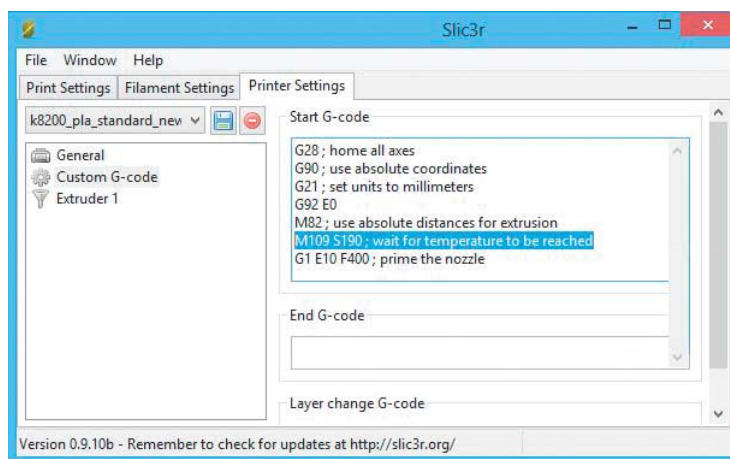 Slic3r
File Window Help
Print Settings Filament Settings Printer Settings
k8200_pla_standard_new
General
Custom G-code
Extruder 1
Start G-code
G28 ; home all axes
G90 ; use absolute coordinates
G21 ; set units to millimeters
G92 E0
M82 ; use absolute distances for extrusion
M109 S190 ; wait for temperature to be reached
G1 E10 F400 ; prime the nozzle
End G-code
Layer change G-code
Version 0.9.10b - Remember to check for updates at http://slic3r.org/